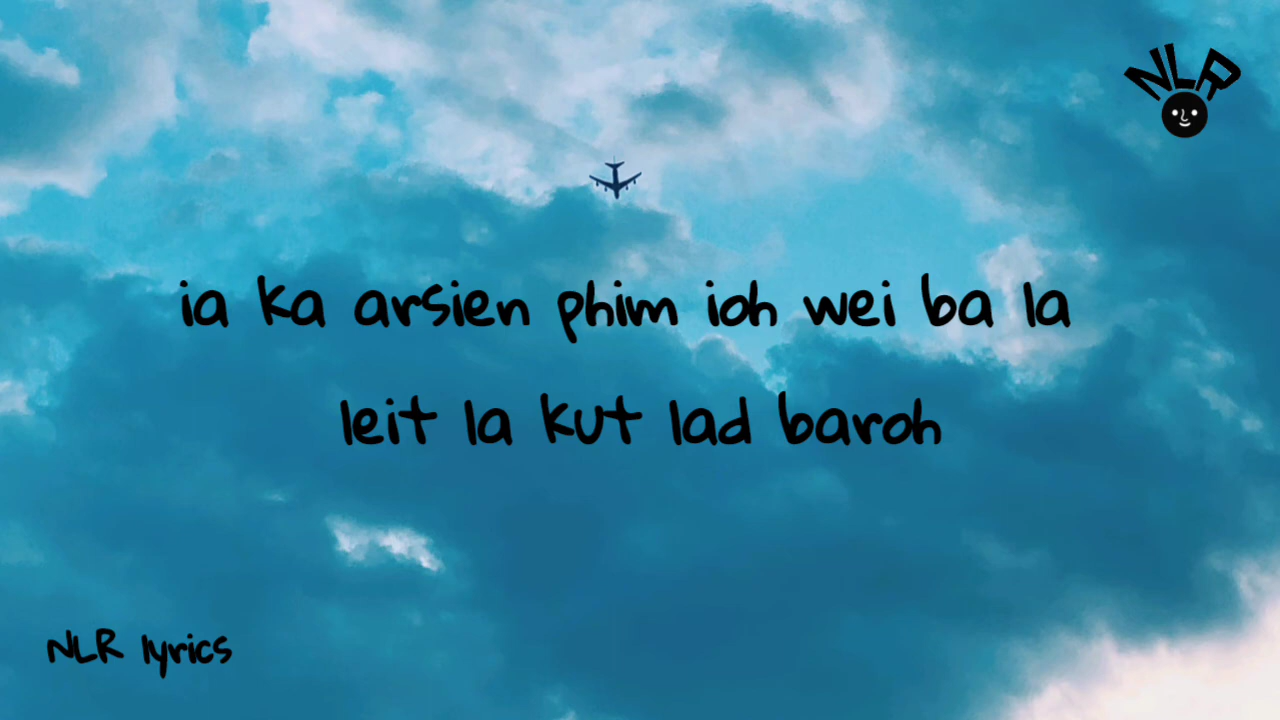 NLR
ia ka arsien phim ioh wei ba la
leit la kut lad baroh
NLR lyrics